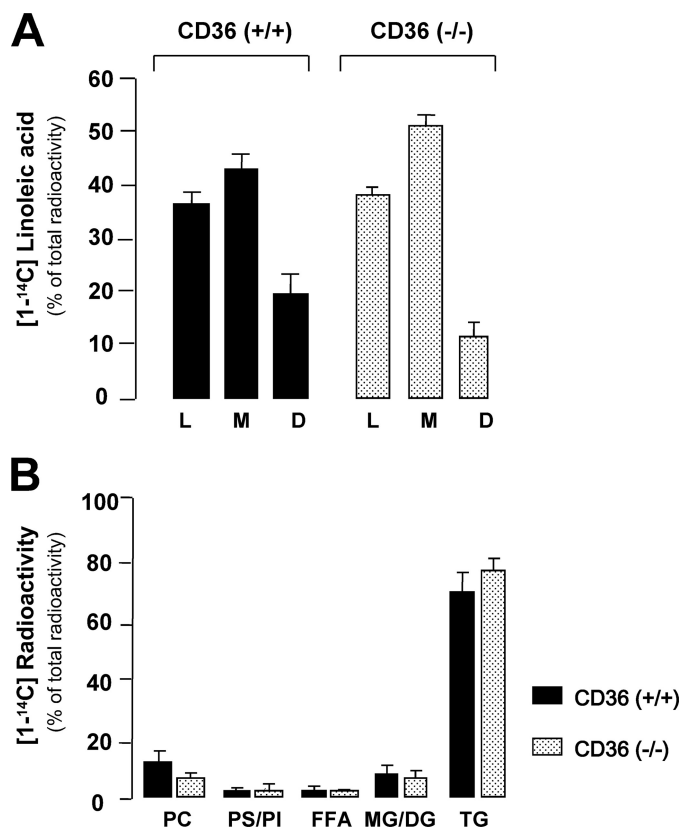 A
CD36 (+/+) CD36 (-/-)
[1-¹⁴C] Linoleic acid
(% of total radioactivity)
60
50
40
30
20
10
0
L M D L M D
B
[1-¹⁴C] Radioactivity
(% of total radioactivity)
100
80
60
40
20
0
CD36 (+/+)
CD36 (-/-)
PC PS/PI FFA MG/DG TG